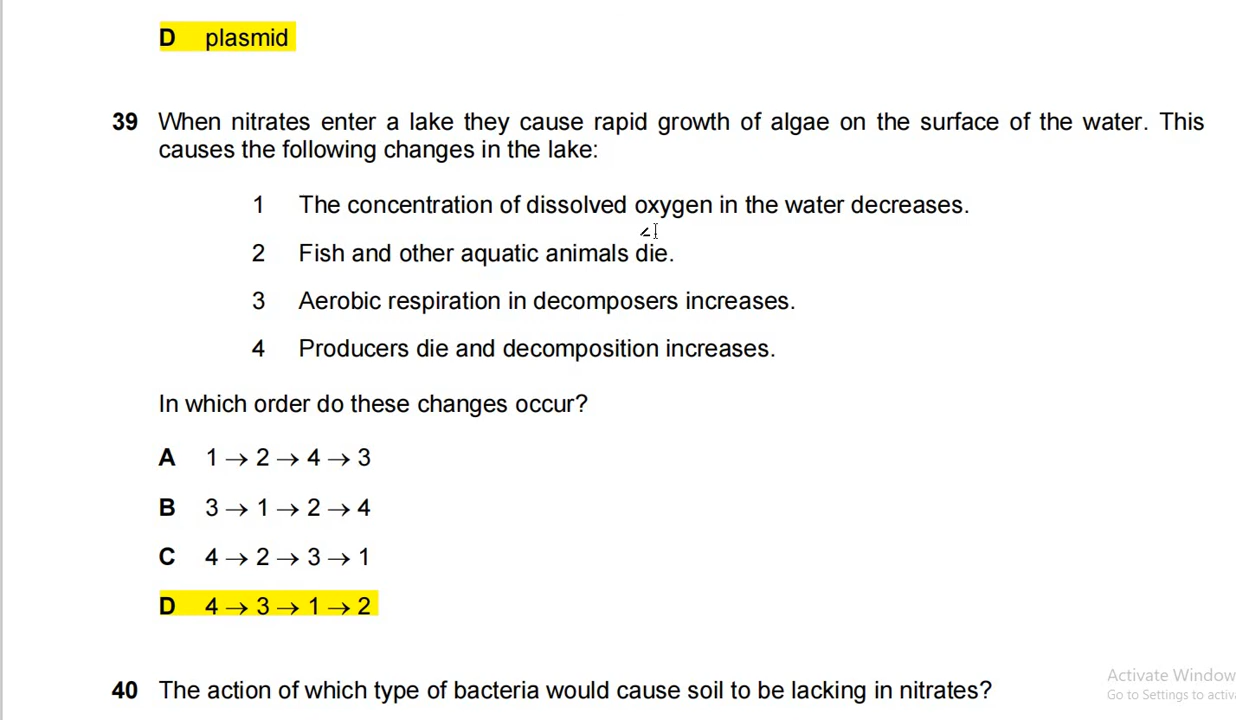 D plasmid
39 When nitrates enter a lake they cause rapid growth of algae on the surface of the water. This
causes the following changes in the lake:
1 The concentration of dissolved oxygen in the water decreases.
2 Fish and other aquatic animals die.
3 Aerobic respiration in decomposers increases.
4 Producers die and decomposition increases.
In which order do these changes occur?
A 1 → 2 → 4 → 3
B 3 → 1 → 2 → 4
C 4 → 2 → 3 → 1
D 4 → 3 → 1 → 2
Activate Window
Go to Settings to activ
40 The action of which type of bacteria would cause soil to be lacking in nitrates?